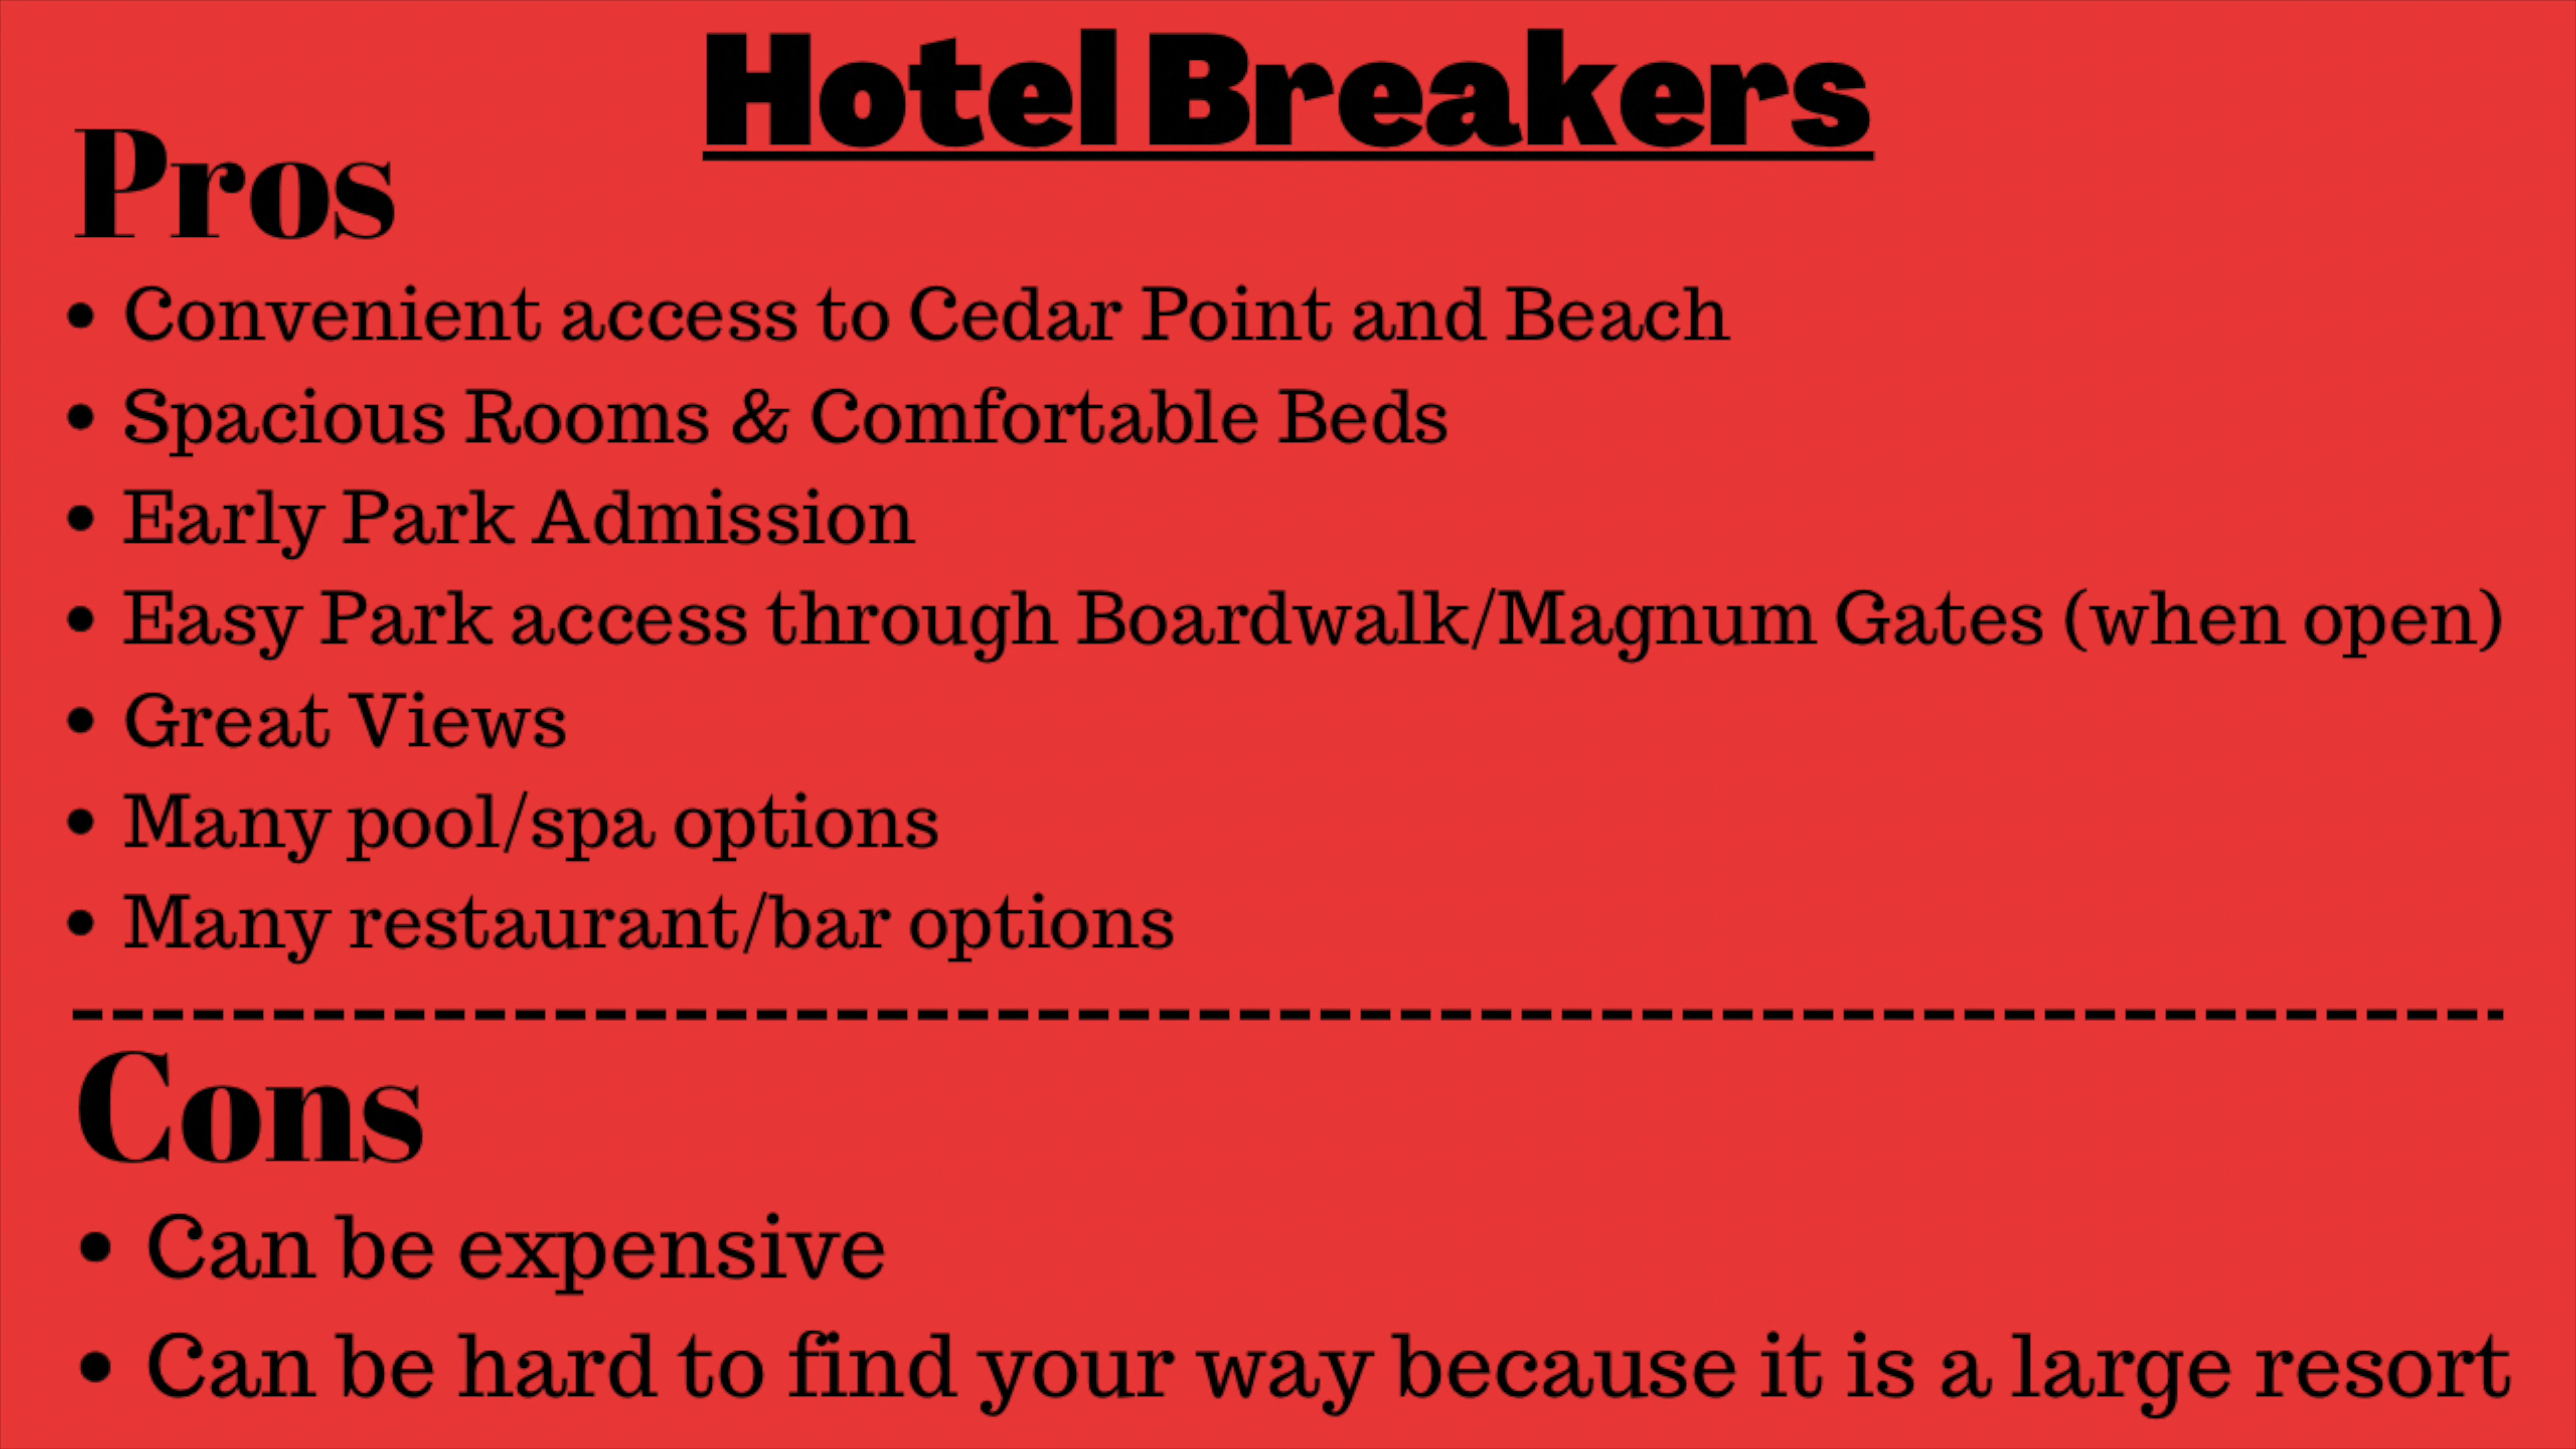 Hotel Breakers
Pros
• Convenient access to Cedar Point and Beach
• Spacious Rooms & Comfortable Beds
• Early Park Admission
• Easy Park access through Boardwalk/Magnum Gates (when open)
• Great Views
• Many pool/spa options
• Many restaurant/bar options
Cons
• Can be expensive
• Can be hard to find your way because it is a large resort